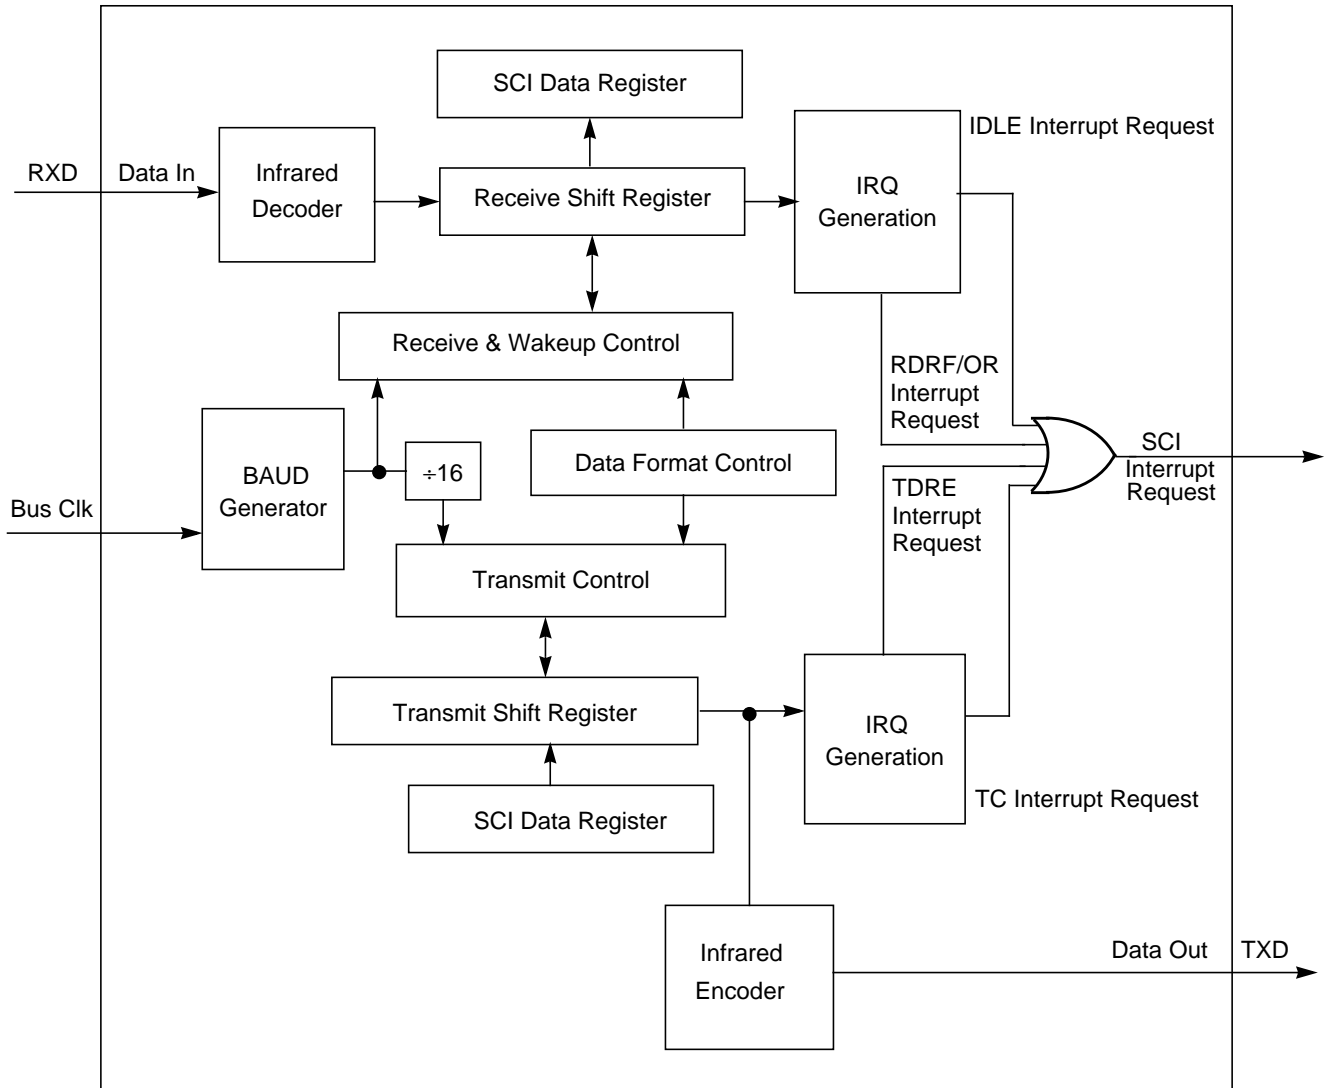 SCI Data Register
IDLE Interrupt Request
RXD
Data In
Infrared
Decoder
Receive Shift Register
IRQ
Generation
Receive & Wakeup Control
RDRF/OR
Interrupt
Request
BAUD
Generator
÷16
Data Format Control
SCI
Interrupt
Request
Bus Clk
TDRE
Interrupt
Request
Transmit Control
Transmit Shift Register
IRQ
Generation
TC Interrupt Request
SCI Data Register
Infrared
Encoder
Data Out
TXD